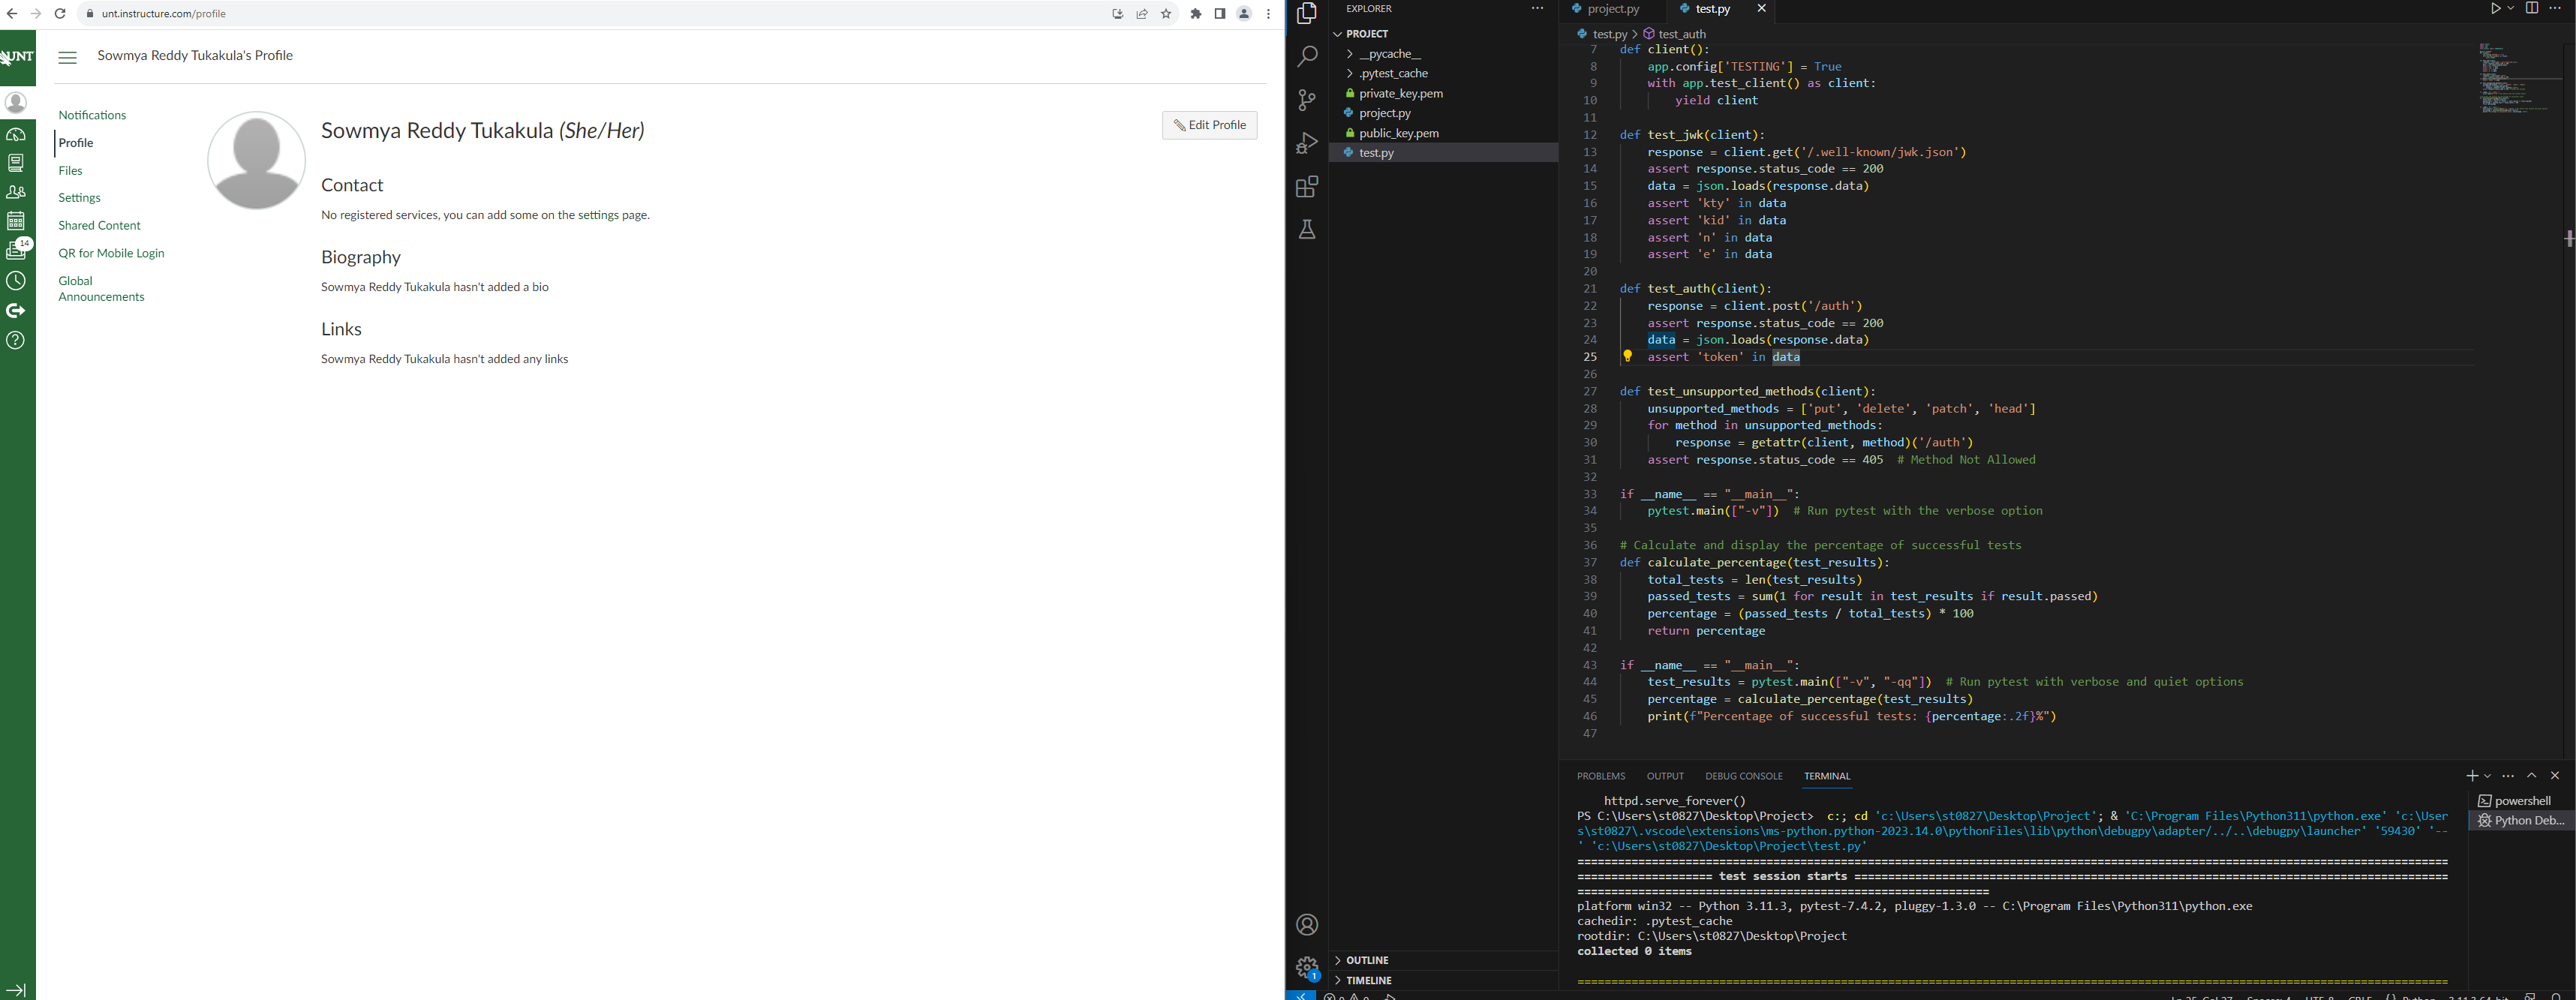 unt.instructure.com/profile
UNT
Sowmya Reddy Tukakula's Profile
Notifications
Profile
Files
Settings
Shared Content
QR for Mobile Login
Global
Announcements
14
Sowmya Reddy Tukakula (She/Her)
Edit Profile
Contact
No registered services, you can add some on the settings page.
Biography
Sowmya Reddy Tukakula hasn't added a bio
Links
Sowmya Reddy Tukakula hasn't added any links
EXPLORER
PROJECT
__pycache__
.pytest_cache
private_key.pem
project.py
public_key.pem
test.py
OUTLINE
TIMELINE
1
project.py
test.py
test.py > test_auth
7 def client():
8 app.config['TESTING'] = True
9 with app.test_client() as client:
10 yield client
11
12 def test_jwk(client):
13 response = client.get('/.well-known/jwk.json')
14 assert response.status_code == 200
15 data = json.loads(response.data)
16 assert 'kty' in data
17 assert 'kid' in data
18 assert 'n' in data
19 assert 'e' in data
20
21 def test_auth(client):
22 response = client.post('/auth')
23 assert response.status_code == 200
24 data = json.loads(response.data)
25 assert 'token' in data
26
27 def test_unsupported_methods(client):
28 unsupported_methods = ['put', 'delete', 'patch', 'head']
29 for method in unsupported_methods:
30 response = getattr(client, method)('/auth')
31 assert response.status_code == 405 # Method Not Allowed
32
33 if __name__ == "__main__":
34 pytest.main(["-v"]) # Run pytest with the verbose option
35
36 # Calculate and display the percentage of successful tests
37 def calculate_percentage(test_results):
38 total_tests = len(test_results)
39 passed_tests = sum(1 for result in test_results if result.passed)
40 percentage = (passed_tests / total_tests) * 100
41 return percentage
42
43 if __name__ == "__main__":
44 test_results = pytest.main(["-v", "-qq"]) # Run pytest with verbose and quiet options
45 percentage = calculate_percentage(test_results)
46 print(f"Percentage of successful tests: {percentage:.2f}%")
47
PROBLEMS OUTPUT DEBUG CONSOLE TERMINAL
httpd.serve_forever()
PS C:\Users\st0827\Desktop\Project> c:; cd 'c:\Users\st0827\Desktop\Project'; & 'C:\Program Files\Python311\python.exe' 'c:\User
s\st0827\.vscode\extensions\ms-python.python-2023.14.0\pythonFiles\lib\python\debugpy\adapter/../..\debugpy\launcher' '59430' '--
' 'c:\Users\st0827\Desktop\Project\test.py'
test session starts
platform win32 -- Python 3.11.3, pytest-7.4.2, pluggy-1.3.0 -- C:\Program Files\Python311\python.exe
cachedir: .pytest_cache
rootdir: C:\Users\st0827\Desktop\Project
collected 0 items
powershell
Python Deb...